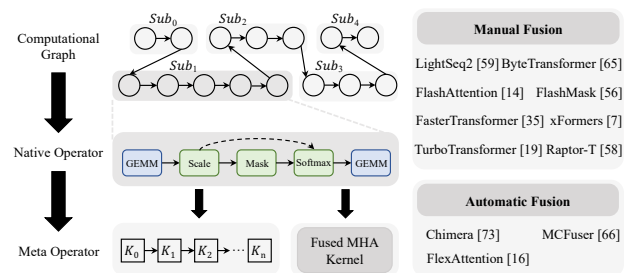 Computational
Graph
Native Operator
Meta Operator
Sub0
Sub2
Sub4
Sub1
Sub3
GEMM
Scale
Mask
Softmax
GEMM
K0
K1
K2
...
Kn
Fused MHA
Kernel
Manual Fusion
LightSeq2 [59] ByteTransformer [65]
FlashAttention [14] FlashMask [56]
FasterTransformer [35] xFormers [7]
TurboTransformer [19] Raptor-T [58]
Automatic Fusion
Chimera [73] MCFuser [66]
FlexAttention [16]